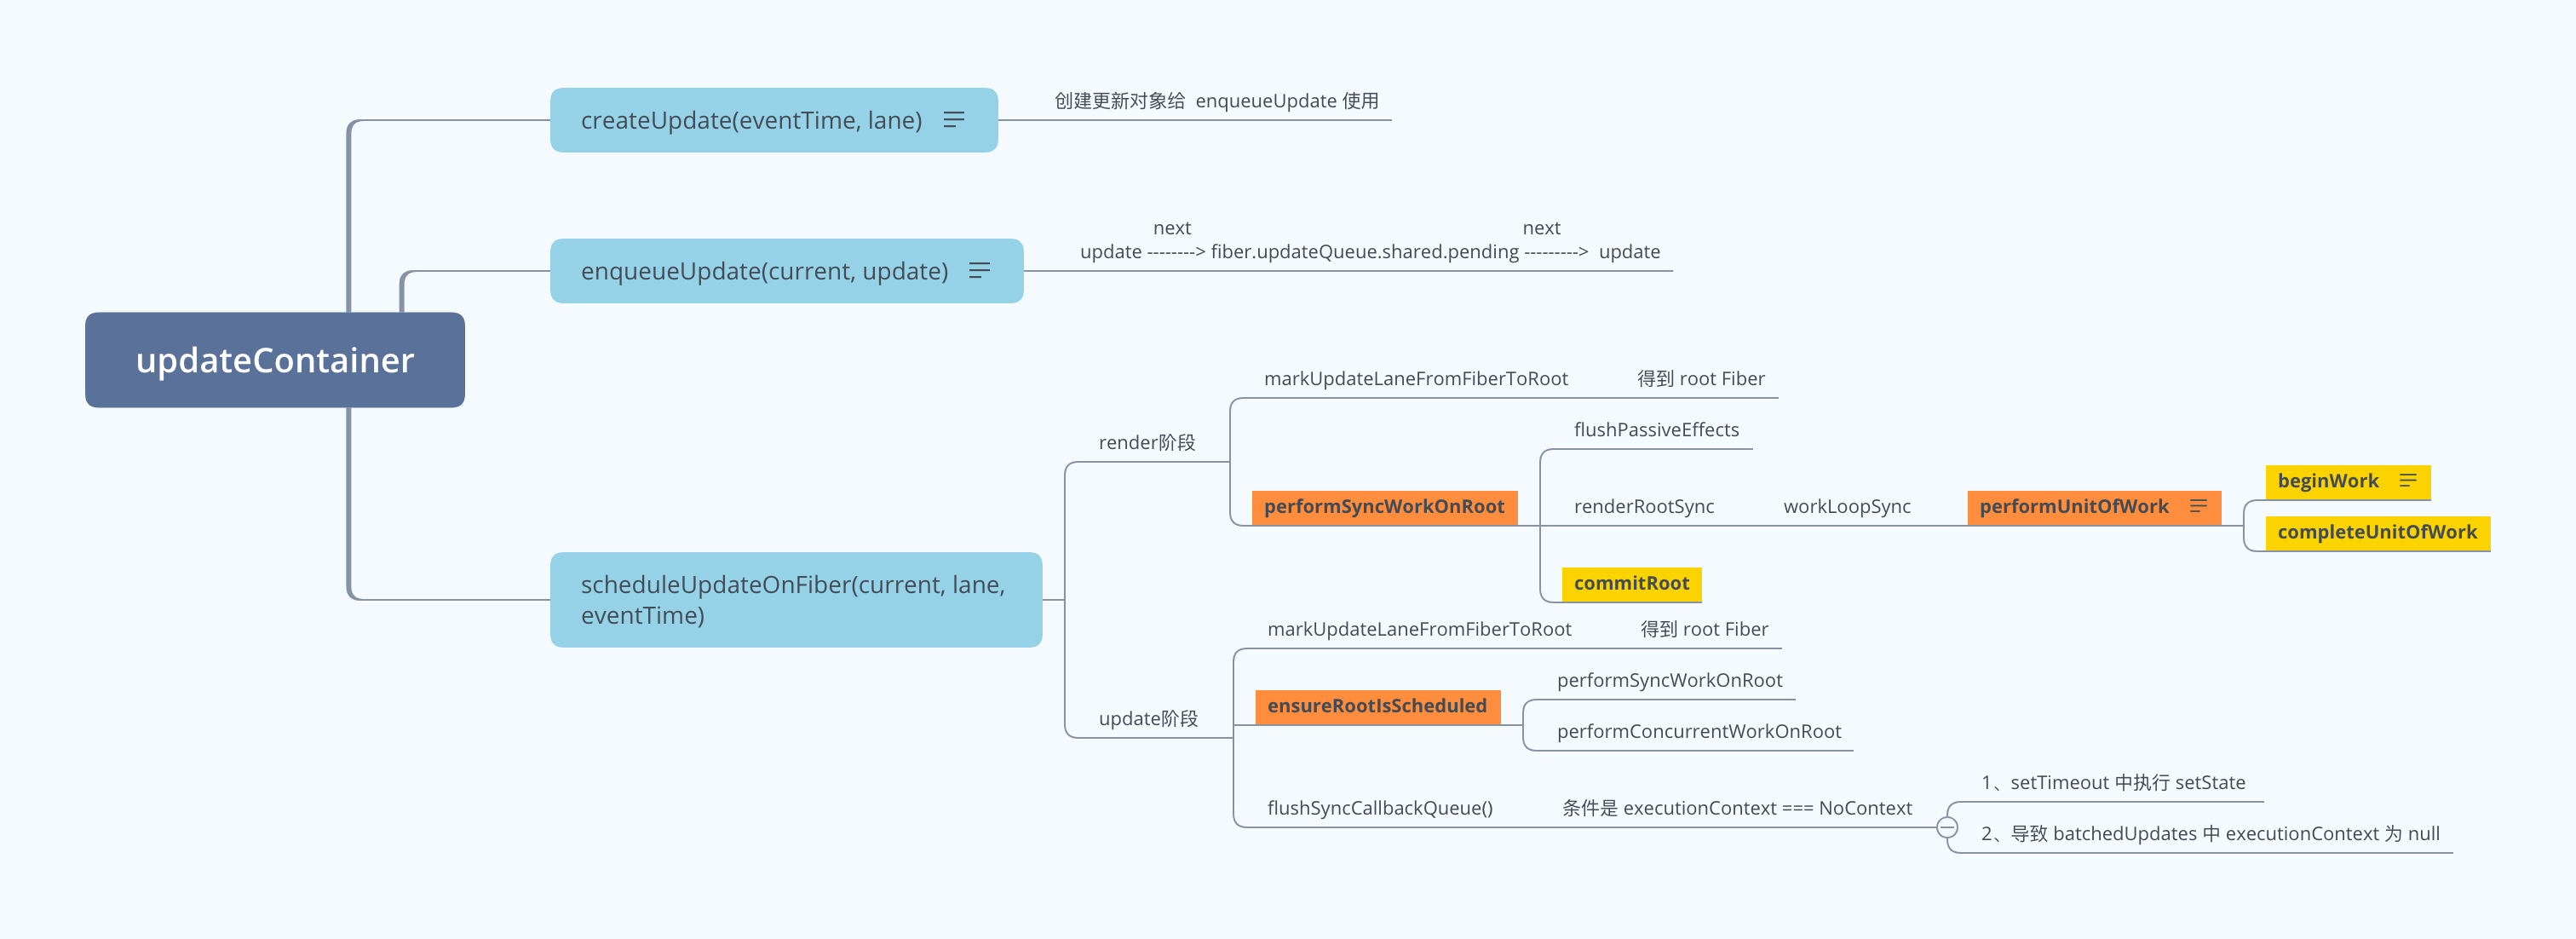 updateContainer
createUpdate(eventTime, lane)
创建更新对象给 enqueueUpdate 使用
enqueueUpdate(current, update)
next next
update --------> fiber.updateQueue.shared.pending ---------> update
scheduleUpdateOnFiber(current, lane,
eventTime)
render阶段
markUpdateLaneFromFiberToRoot
得到 root Fiber
performSyncWorkOnRoot
flushPassiveEffects
renderRootSync
workLoopSync
performUnitOfWork
beginWork
completeUnitOfWork
commitRoot
update阶段
markUpdateLaneFromFiberToRoot
得到 root Fiber
ensureRootIsScheduled
performSyncWorkOnRoot
performConcurrentWorkOnRoot
flushSyncCallbackQueue()
条件是 executionContext === NoContext
1、setTimeout 中执行 setState
2、导致 batchedUpdates 中 executionContext 为 null